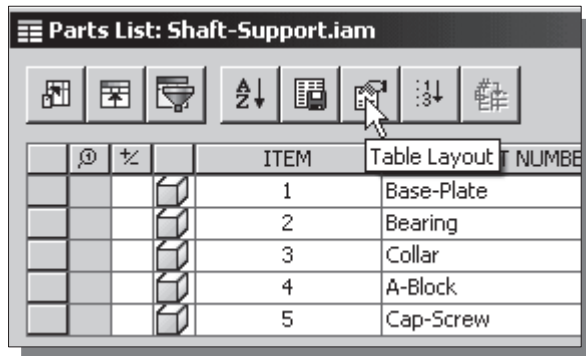 Parts List: Shaft-Support.iam
ITEM
Table Layout
T NUMBE
1 Base-Plate
2 Bearing
3 Collar
4 A-Block
5 Cap-Screw